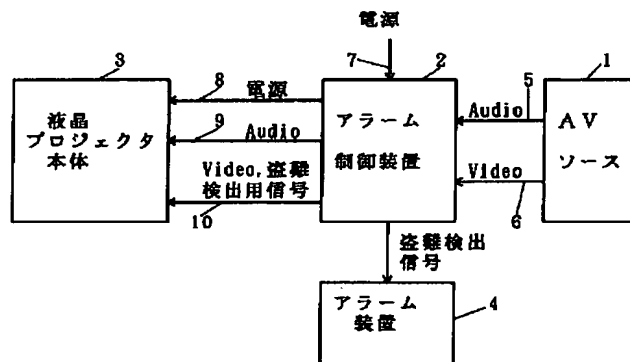 電源
7
3
8
電源
2
5
1
液晶
プロジェクタ
本体
9
Audio
アラーム
制御装置
Audio
AV
ソース
Video,盗難
検出用信号
10
Video
6
盗難検出
信号
アラーム
装置
4